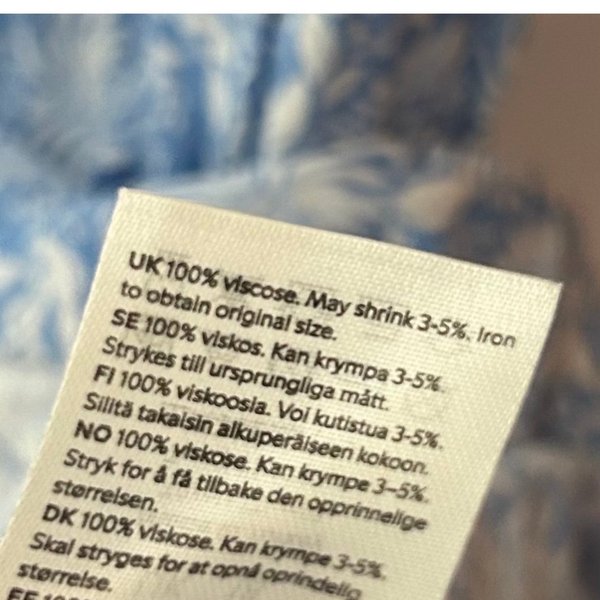 UK 100% viscose. May shrink 3-5%. Iron
to obtain original size.
SE 100% viskos. Kan krympa 3-5%.
Strykes till ursprungliga mått.
FI 100% viskoosia. Voi kutistua 3-5%.
Silitä takaisin alkuperäiseen kokoon.
NO 100% viskose. Kan krympe 3–5%.
Stryk for å få tilbake den opprinnelige
størrelsen.
DK 100% viskose. Kan krympe 3-5%.
Skal stryges for at opnå oprindelig
størrelse.